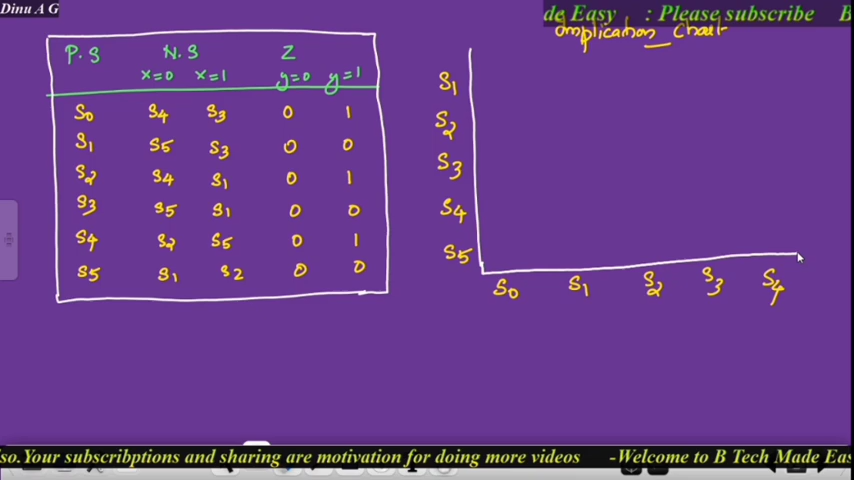 Dinu A G
de Easy : Please subscribe B
Implication Chart
P.S N.S Z
x=0 x=1 y=0 y=1
S0 S4 S3 0 1
S1 S5 S3 0 0
S2 S4 S1 0 1
S3 S5 S1 0 0
S4 S2 S5 0 1
S5 S1 S2 0 0
S1
S2
S3
S4
S5
S0 S1 S2 S3 S4
lso.Your subscribptions and sharing are motivation for doing more videos -Welcome to B Tech Made Eas